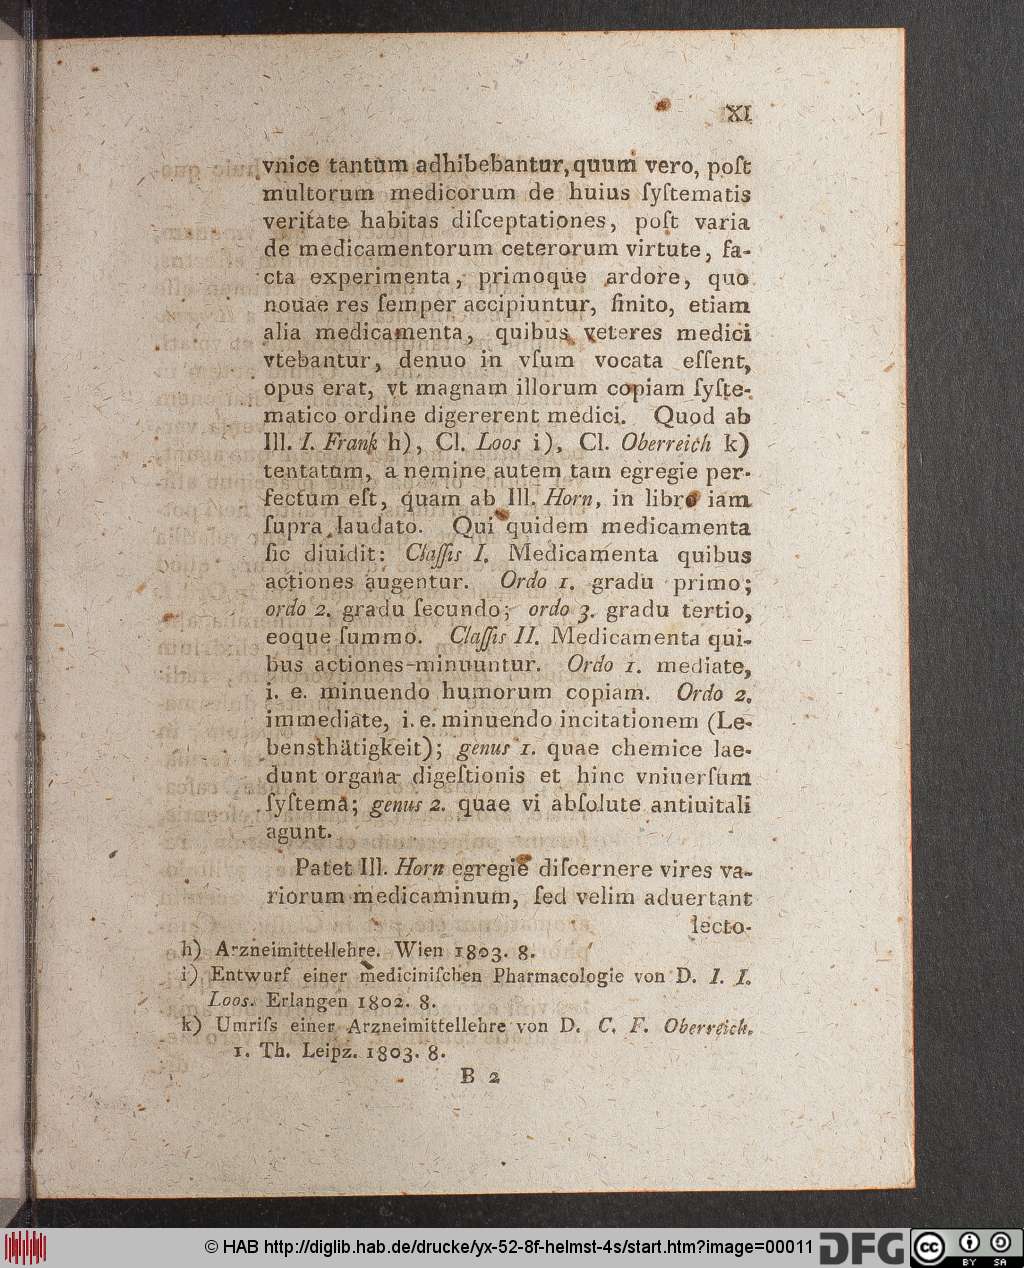 XI
vnice tantum adhibebantur, quum vero, poſt
multorum medicorum de huius ſyſtematis
veritate habitas diſceptationes, poſt varia
de medicamentorum ceterorum virtute, fa-
cta experimenta, primoque ardore, quo
nouae res ſemper accipiuntur, finito, etiam
alia medicamenta, quibus veteres medici
vtebantur, denuo in vſum vocata eſſent,
opus erat, vt magnam illorum copiam ſyſte-
matico ordine digererent medici. Quod ab
Ill. I. Frank h), Cl. Loos i), Cl. Oberreich k)
tentatum, a nemine autem tam egregie per-
fectum eſt, quam ab Ill. Horn, in libro iam
ſupra laudato. Qui quidem medicamenta
ſic diuidit: Claſſis I. Medicamenta quibus
actiones augentur. Ordo 1. gradu primo;
ordo 2. gradu ſecundo; ordo 3. gradu tertio,
eoque ſummo. Claſſis II. Medicamenta qui-
bus actiones minuuntur. Ordo 1. mediate,
i. e. minuendo humorum copiam. Ordo 2.
immediate, i. e. minuendo incitationem (Le-
bensthätigkeit); genus 1. quae chemice lae-
dunt organa digeſtionis et hinc vniuerſum
ſyſtema; genus 2. quae vi abſolute antiuitali
agunt.
Patet Ill. Horn egregie diſcernere vires va-
riorum medicaminum, ſed velim aduertant
lecto-
h) Arzneimittellehre. Wien 1803. 8.
i) Entwurf einer mediciniſchen Pharmacologie von D. I. I.
Loos. Erlangen 1802. 8.
k) Umriſs einer Arzneimittellehre von D. C. F. Oberreich.
1. Th. Leipz. 1803. 8.
B 2
© HAB http://diglib.hab.de/drucke/yx-52-8f-helmst-4s/start.htm?image=00011
DFG
cc
BY SA